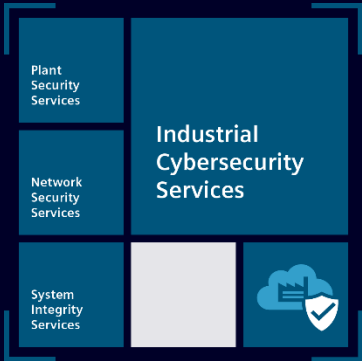 Plant
Security
Services
Industrial
Cybersecurity
Services
Network
Security
Services
System
Integrity
Services